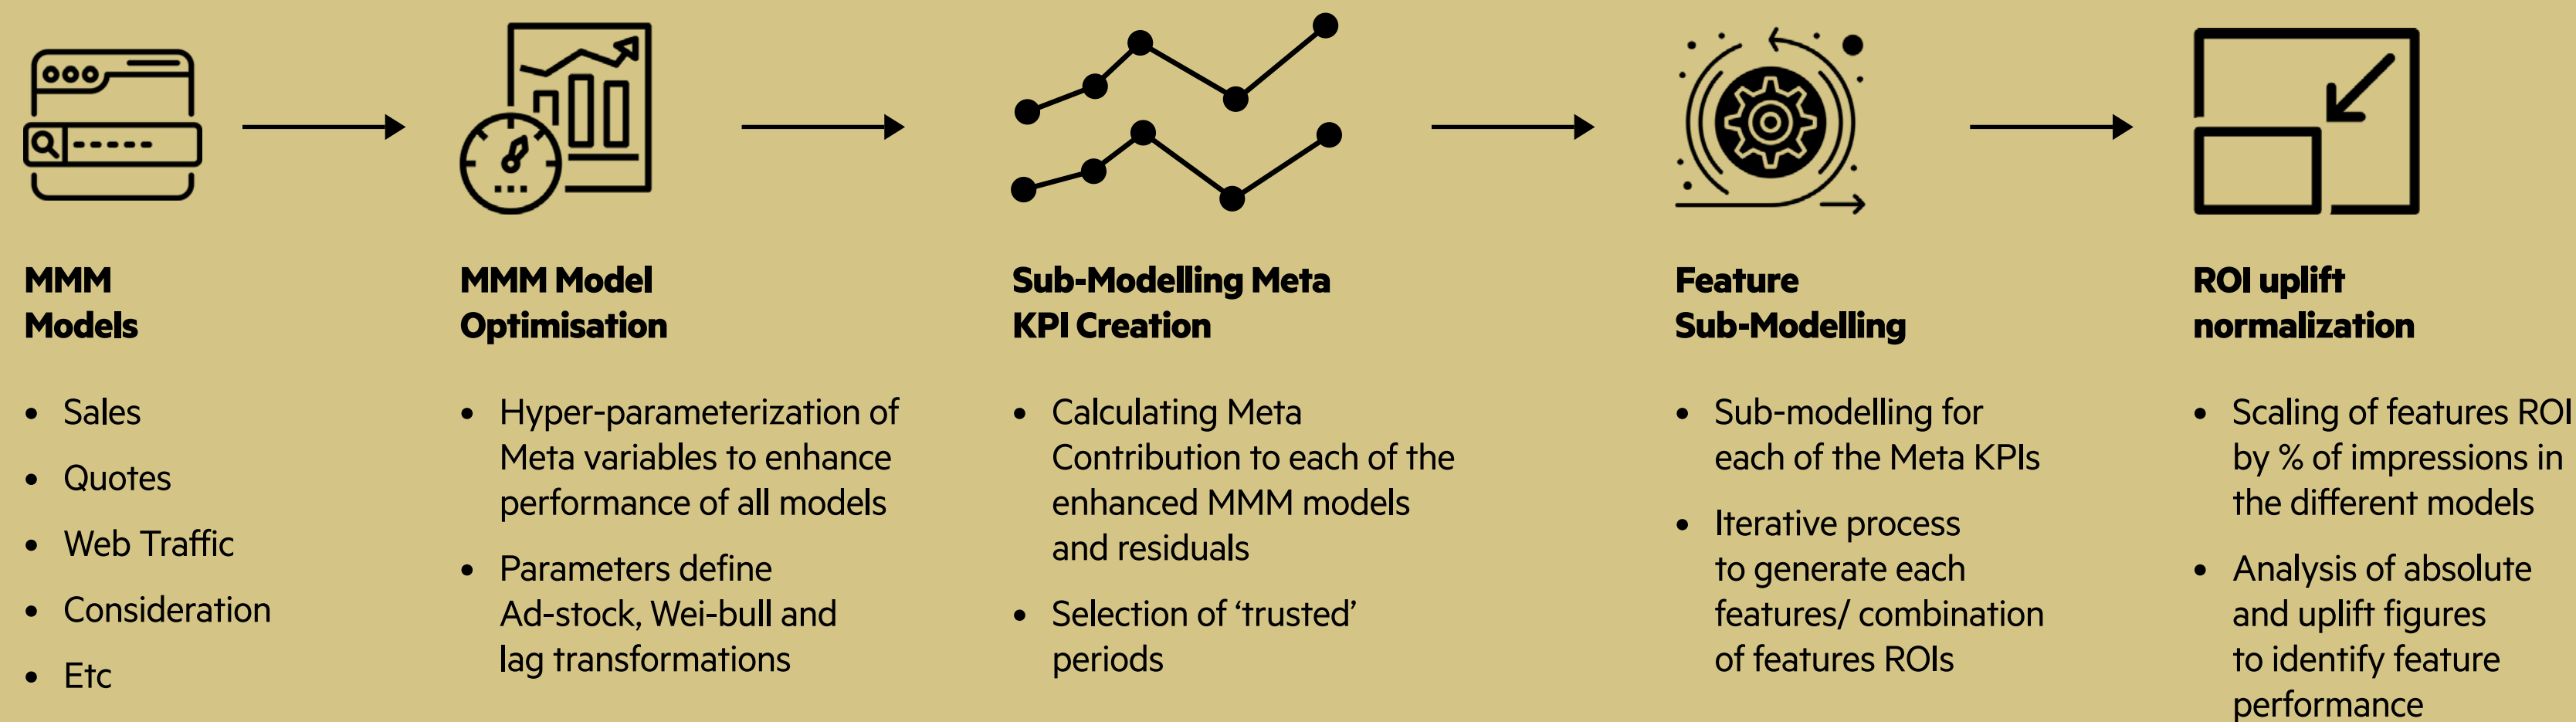 MMM
Models
• Sales
• Quotes
• Web Traffic
• Consideration
• Etc
MMM Model
Optimisation
• Hyper-parameterization of
Meta variables to enhance
performance of all models
• Parameters define
Ad-stock, Wei-bull and
lag transformations
Sub-Modelling Meta
KPI Creation
• Calculating Meta
Contribution to each of the
enhanced MMM models
and residuals
• Selection of ‘trusted’
periods
Feature
Sub-Modelling
• Sub-modelling for
each of the Meta KPIs
• Iterative process
to generate each
features/ combination
of features ROIs
ROI uplift
normalization
• Scaling of features ROI
by % of impressions in
the different models
• Analysis of absolute
and uplift figures
to identify feature
performance